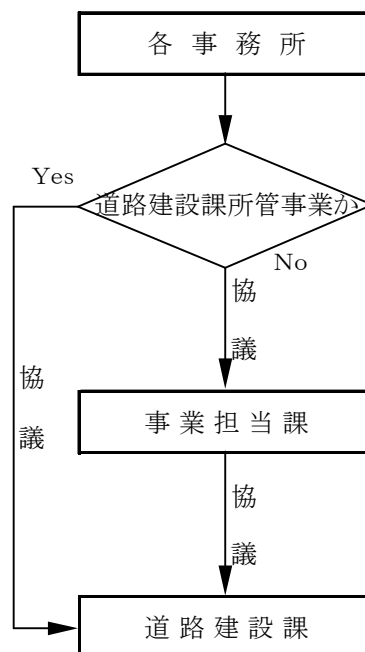 各事務所
Yes
道路建設課所管事業か
No
協議
協議
事業担当課
協議
道路建設課